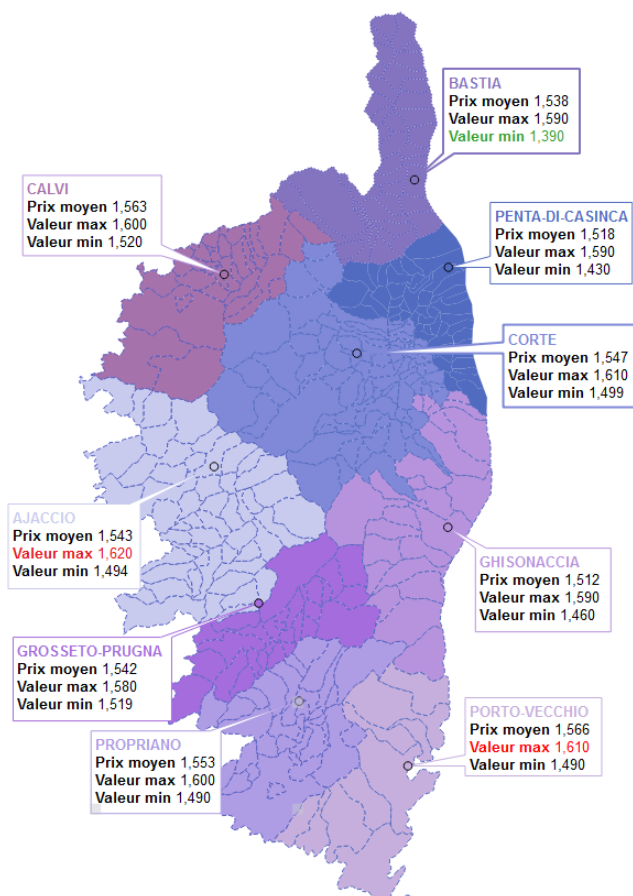 BASTIA
Prix moyen 1,538
Valeur max 1,590
Valeur min 1,390
CALVI
Prix moyen 1,563
Valeur max 1,600
Valeur min 1,520
PENTA-DI-CASINCA
Prix moyen 1,518
Valeur max 1,590
Valeur min 1,430
CORTE
Prix moyen 1,547
Valeur max 1,610
Valeur min 1,499
AJACCIO
Prix moyen 1,543
Valeur max 1,620
Valeur min 1,494
GHISONACCIA
Prix moyen 1,512
Valeur max 1,590
Valeur min 1,460
GROSSETO-PRUGNA
Prix moyen 1,542
Valeur max 1,580
Valeur min 1,519
PORTO-VECCHIO
Prix moyen 1,566
Valeur max 1,610
Valeur min 1,490
PROPRIANO
Prix moyen 1,553
Valeur max 1,600
Valeur min 1,490